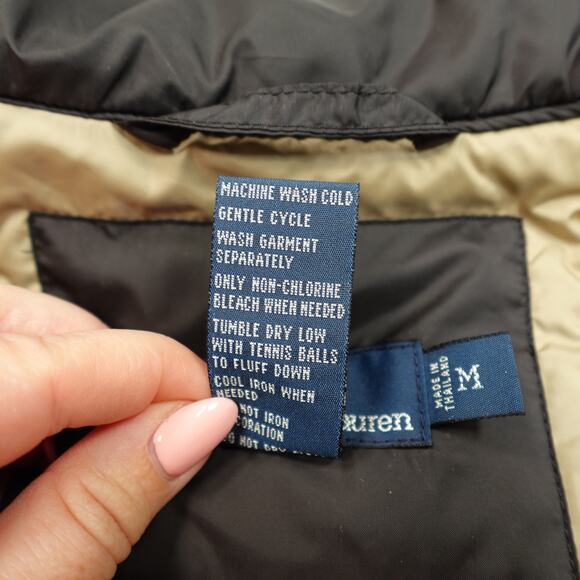 MACHINE WASH COLD
GENTLE CYCLE
WASH GARMENT
SEPARATELY
ONLY NON-CHLORINE
BLEACH WHEN NEEDED
TUMBLE DRY LOW
WITH TENNIS BALLS
TO FLUFF DOWN
COOL IRON WHEN
NEEDED
NOT IRON
NOT
auren
MADE IN
THAILAND
M